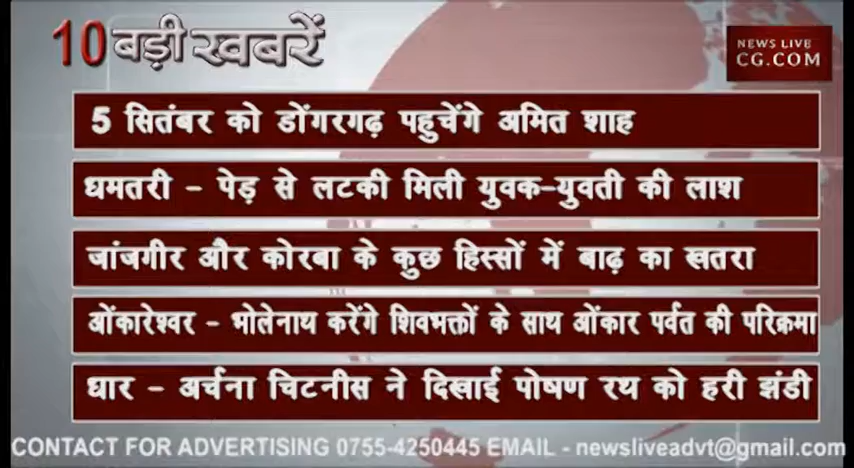 10 बड़ी खबरें
NEWS LIVE
CG.COM
5 सितंबर को डोंगरगढ़ पहुचेंगे अमित शाह
धमतरी - पेड़ से लटकी मिली युवक-युवती की लाश
जांजगीर और कोरबा के कुछ हिस्सों में बाढ़ का खतरा
ओंकारेश्वर - भोलेनाथ करेंगे शिवभक्तों के साथ ओंकार पर्वत की परिक्रमा
धार - अर्चना चिटनीस ने दिखाई पोषण रथ को हरी झंडी
CONTACT FOR ADVERTISING 0755-4250445 EMAIL - newsliveadvt@gmail.com